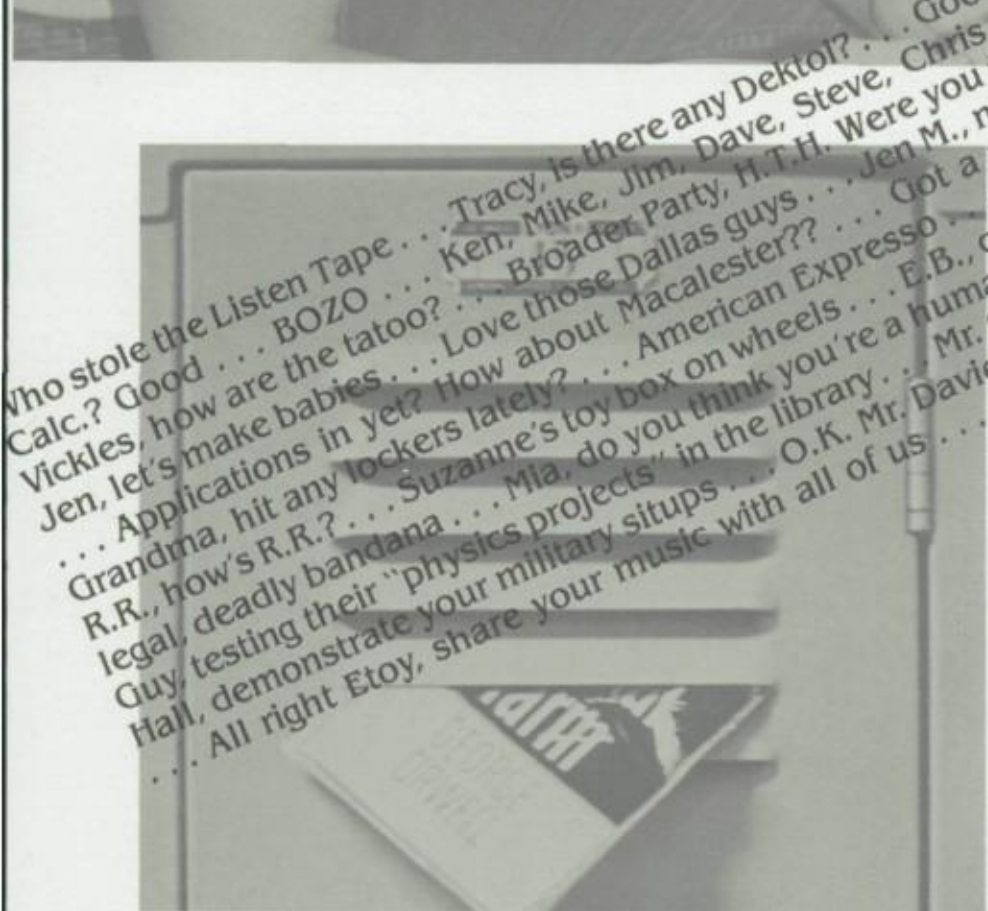 Who stole the Listen Tape . . . Tracy, is there any Dektol? . . . Goo
Calc.? Good . . . BOZO . . . Ken, Mike, Jim, Dave, Steve, Chris
Vickles, how are the tatoo? . . . Broader Party, H.T.H. Were you
Jen, let's make babies . . . Love those Dallas guys . . . Jen M.,
. . . Applications in yet? How about Macalester?? . . . Got a
Grandma, hit any lockers lately? . . . American Expresso . . .
R.R., how's R.R.? . . . Suzanne's toy box on wheels . . . E.B.,
legal, deadly bandana . . . Mia, do you think you're a huma
Guy, testing their "physics projects" in the library . . . Mr.
Hall, demonstrate your military situps . . . O.K. Mr. Davie
. . . All right Etoy, share your music with all of us . . .
arm
GEORGE
ORWELL